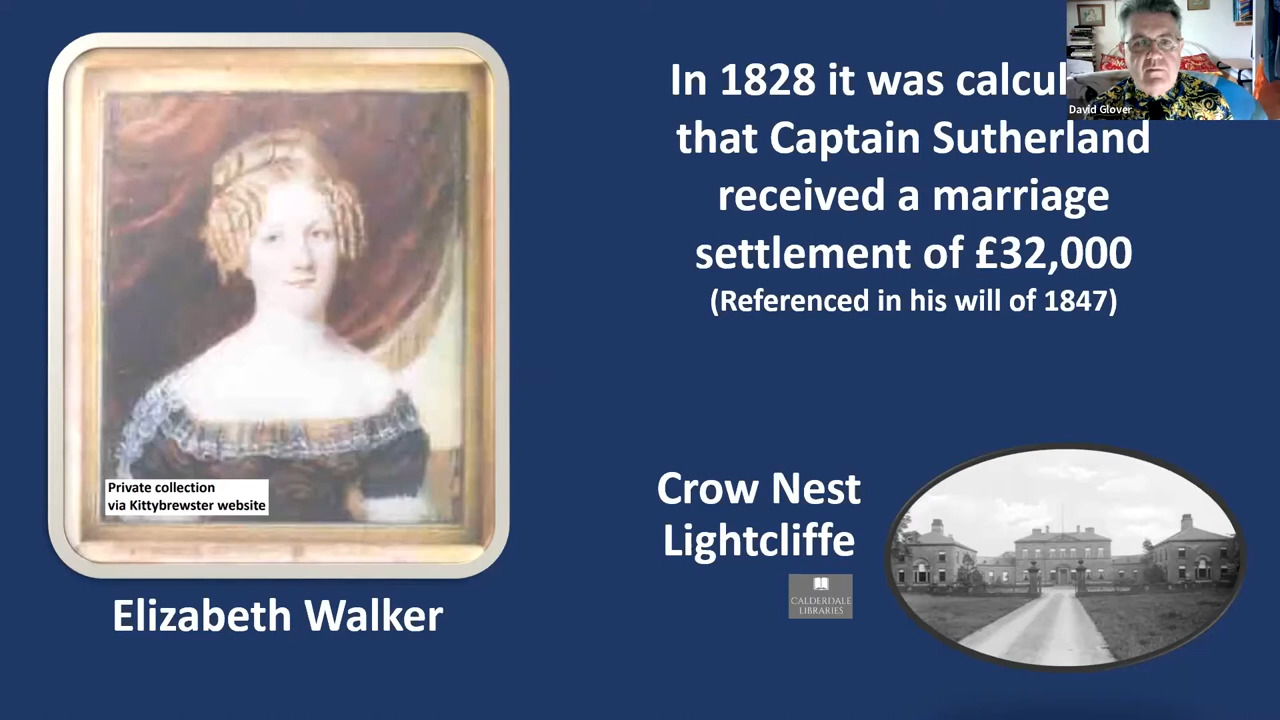 In 1828 it was
that Captain Sutherland
received a marriage
settlement of £32,000
(Referenced in his will of 1847)
David Glover
Private collection
via Kittybrewster website
Elizabeth Walker
Crow Nest
Lightcliffe
CALDERDALE
LIBRARIES